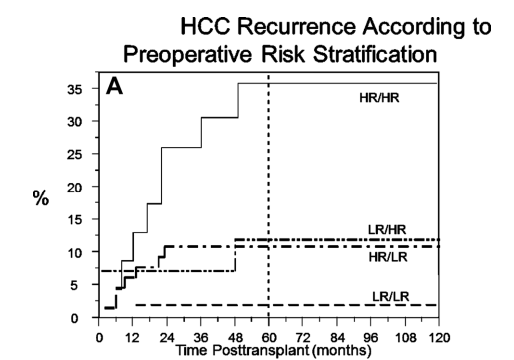 HCC Recurrence According to
Preoperative Risk Stratification
A
35
30
25
20
15
10
5
0
%
HR/HR
LR/HR
HR/LR
LR/LR
0 12 24 36 48 60 72 84 96 108 120
Time Posttransplant (months)